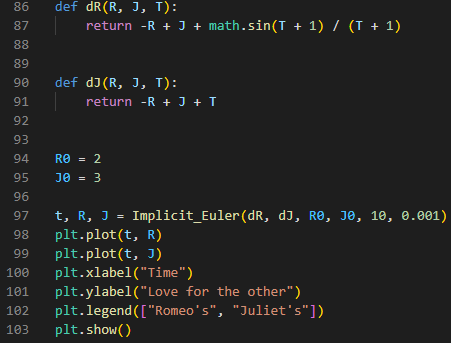 86 def dR(R, J, T):
87     return -R + J + math.sin(T + 1) / (T + 1)
88
89
90 def dJ(R, J, T):
91     return -R + J + T
92
93
94 R0 = 2
95 J0 = 3
96
97 t, R, J = Implicit_Euler(dR, dJ, R0, J0, 10, 0.001)
98 plt.plot(t, R)
99 plt.plot(t, J)
100 plt.xlabel("Time")
101 plt.ylabel("Love for the other")
102 plt.legend(["Romeo's", "Juliet's"])
103 plt.show()